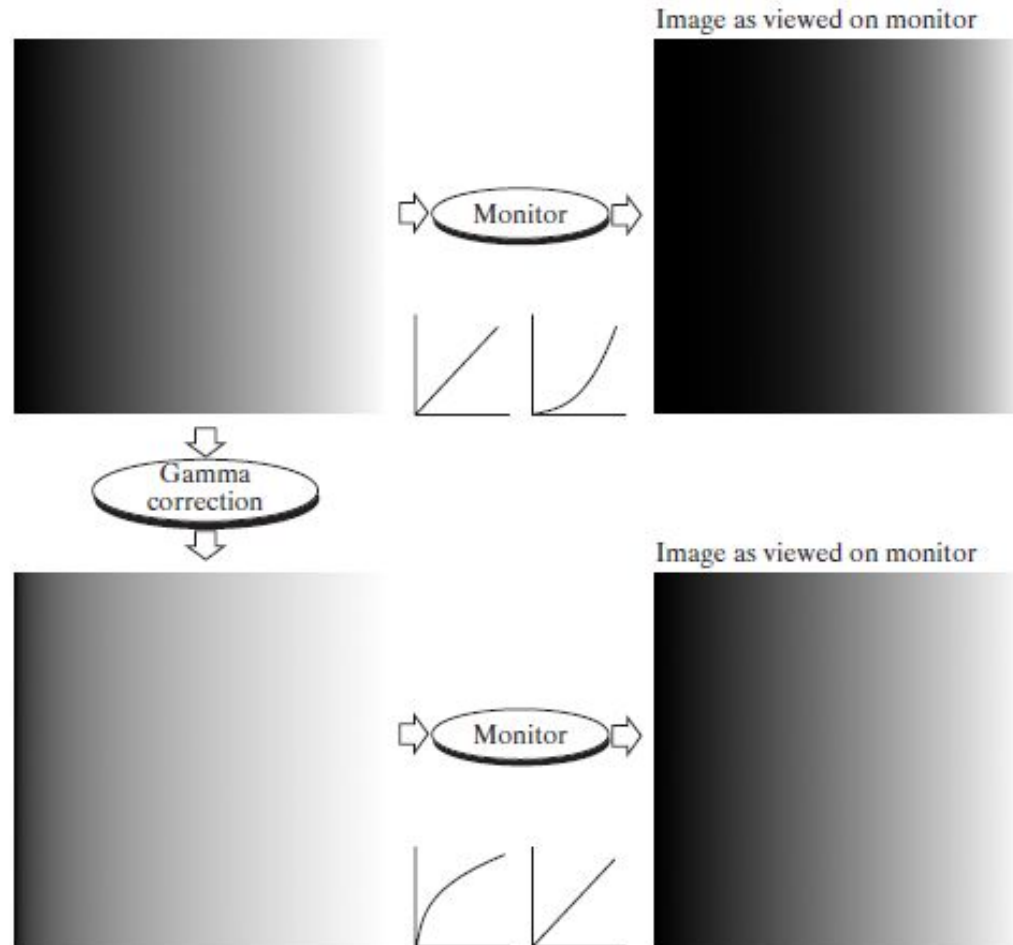 Image as viewed on monitor
Monitor
Gamma
correction
Image as viewed on monitor
Monitor